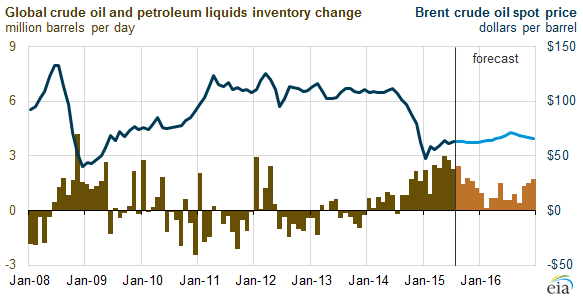 Global crude oil and petroleum liquids inventory change
million barrels per day
Brent crude oil spot price
dollars per barrel
9
6
3
0
-3
$150
$100
$50
$0
-$50
forecast
Jan-08 Jan-09 Jan-10 Jan-11 Jan-12 Jan-13 Jan-14 Jan-15 Jan-16
eia